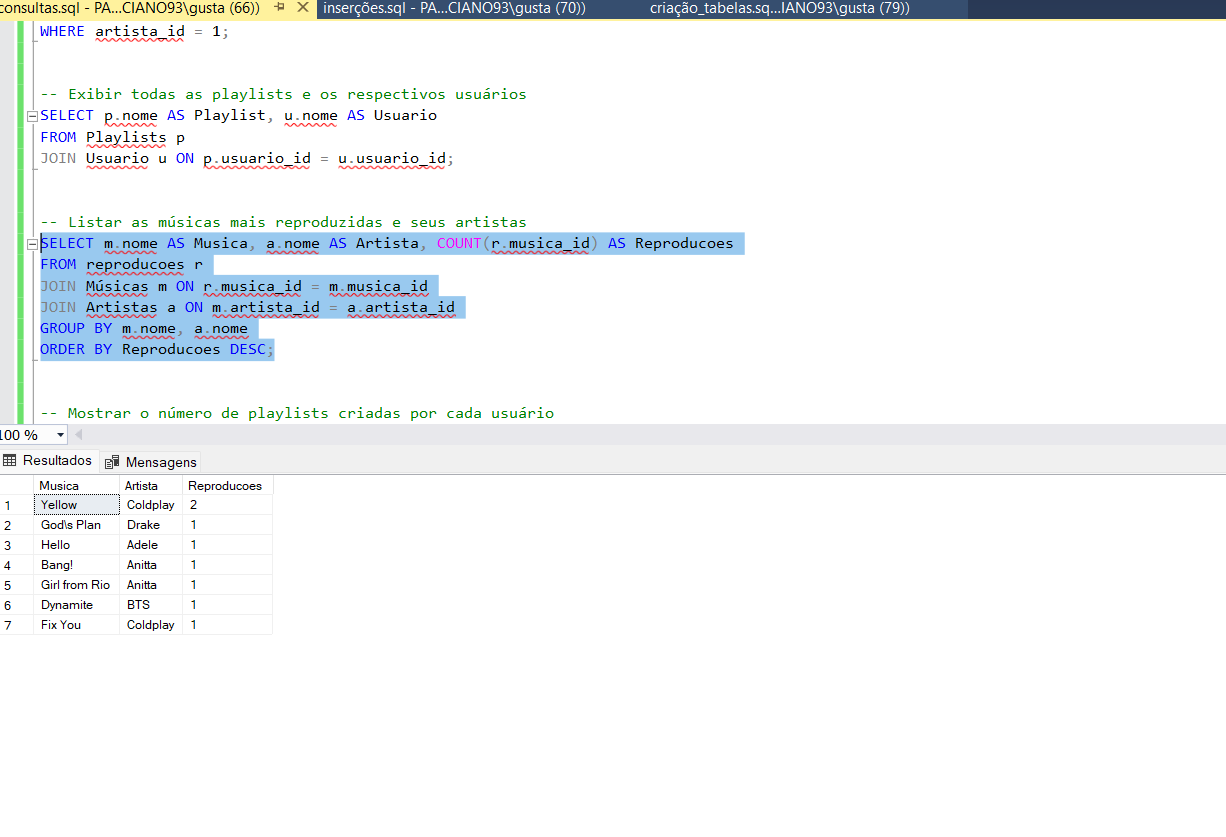 consultas.sql - PA...CIANO93\gusta (66))
inserções.sql - PA...CIANO93\gusta (70))
criação_tabelas.sq...IANO93\gusta (79))
WHERE artista_id = 1;
-- Exibir todas as playlists e os respectivos usuários
SELECT p.nome AS Playlist, u.nome AS Usuario
FROM Playlists p
JOIN Usuario u ON p.usuario_id = u.usuario_id;
-- Listar as músicas mais reproduzidas e seus artistas
SELECT m.nome AS Musica, a.nome AS Artista, COUNT(r.musica_id) AS Reproducoes
FROM reproducoes r
JOIN Músicas m ON r.musica_id = m.musica_id
JOIN Artistas a ON m.artista_id = a.artista_id
GROUP BY m.nome, a.nome
ORDER BY Reproducoes DESC;
-- Mostrar o número de playlists criadas por cada usuário
100 %
Resultados Mensagens
Musica Artista Reproducoes
1 Yellow Coldplay 2
2 God\s Plan Drake 1
3 Hello Adele 1
4 Bang! Anitta 1
5 Girl from Rio Anitta 1
6 Dynamite BTS 1
7 Fix You Coldplay 1